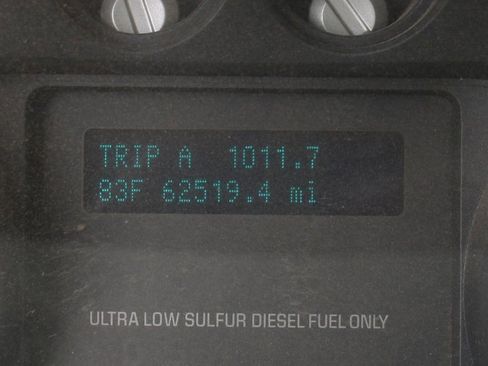 TRIP A 1011.7
83F 62519.4 mi
ULTRA LOW SULFUR DIESEL FUEL ONLY